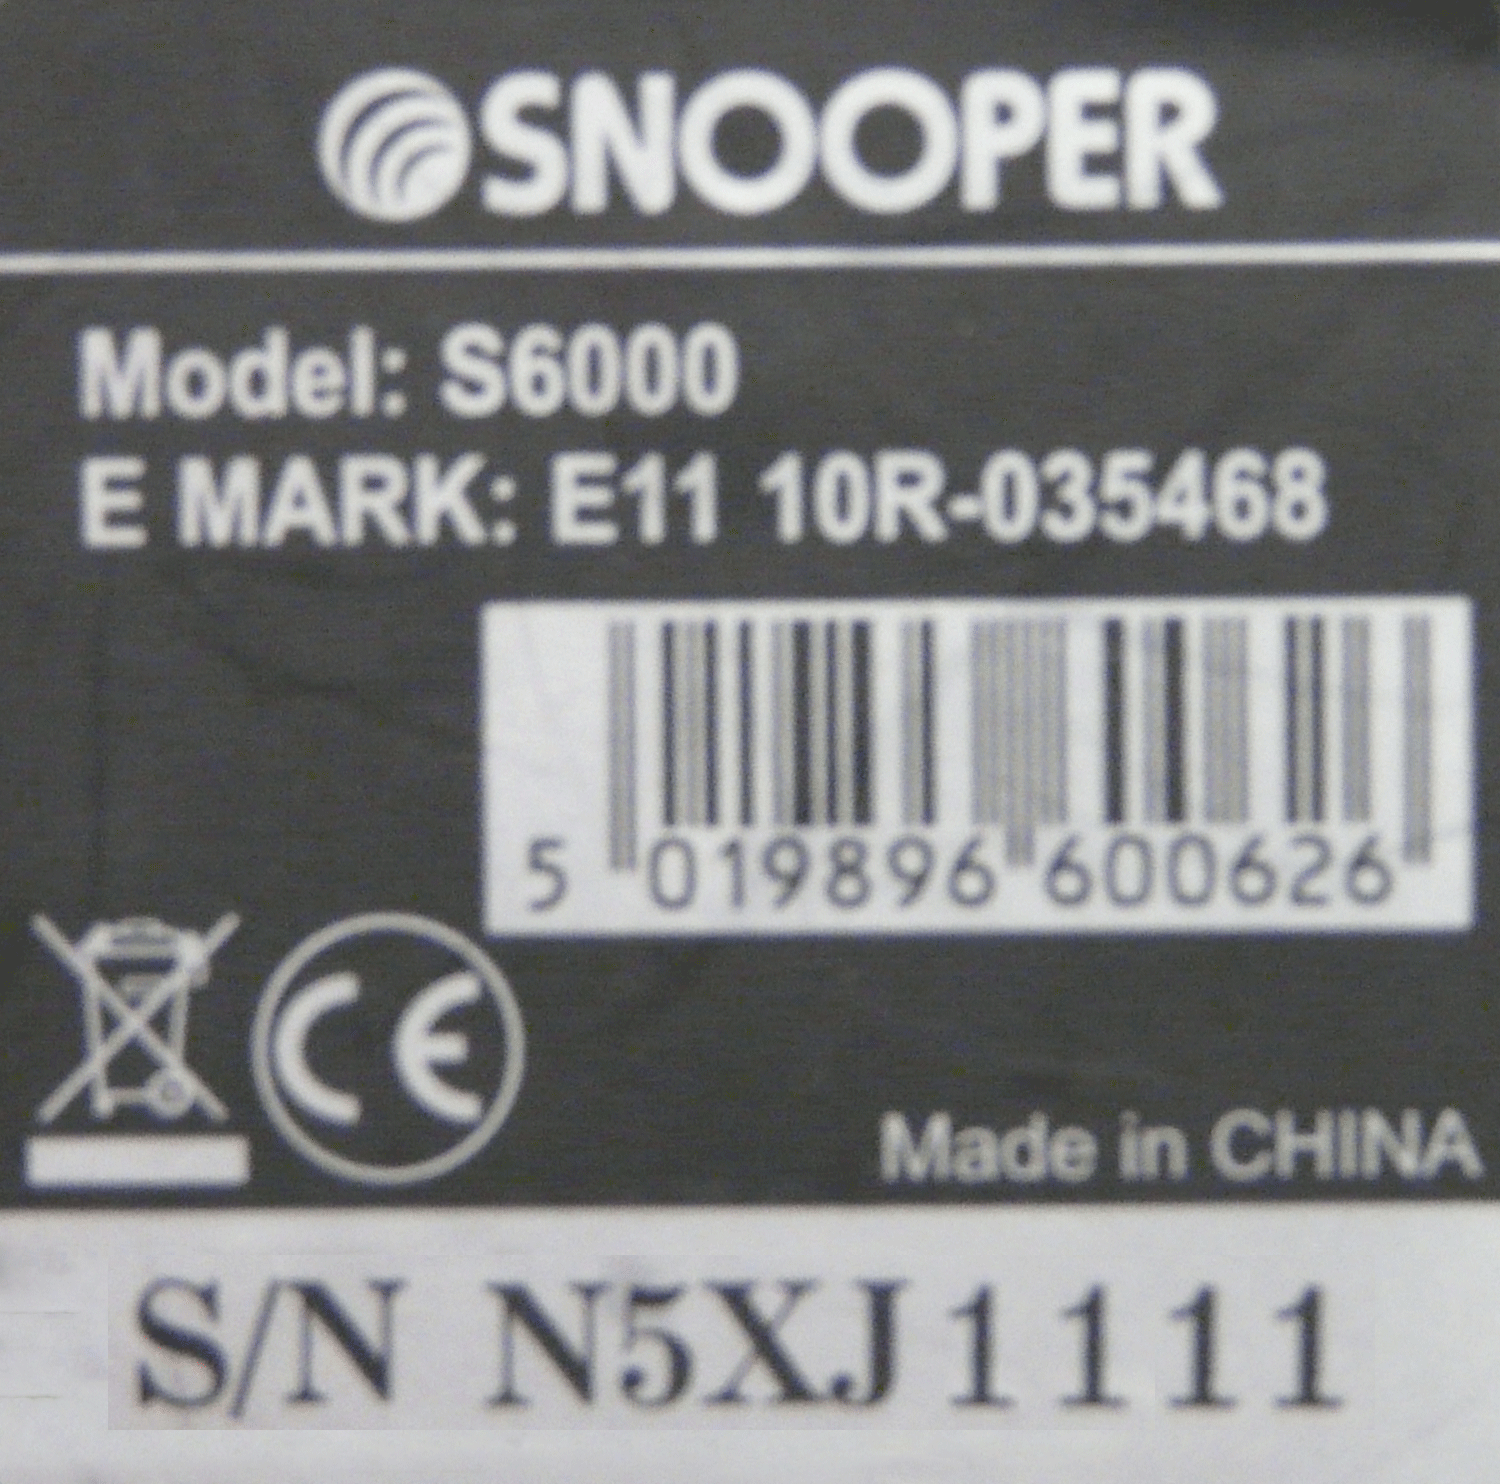 SNOOPER
Model: S6000
E MARK: E11 10R-035468
5 019896 600626
CE
Made in CHINA
S/N N5XJ1111